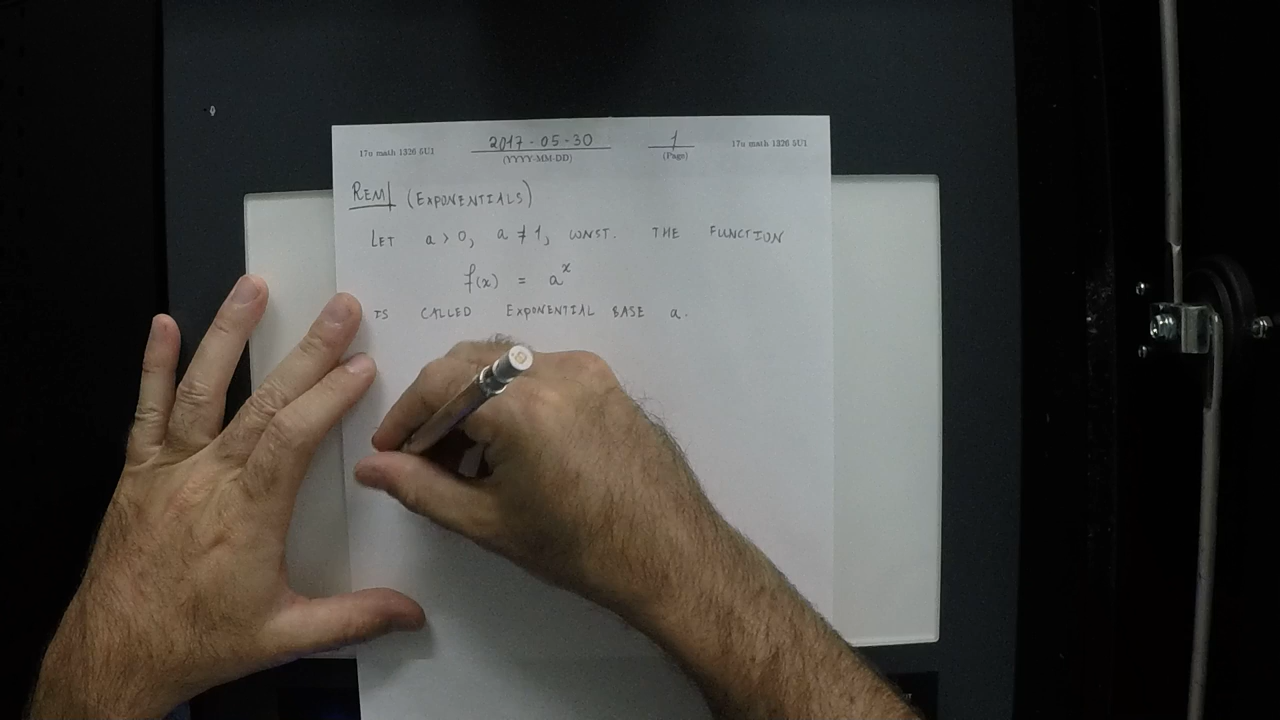 17u math 1326 5U1 2017-05-30 1 17u math 1326 5U1
(YYYY-MM-DD) (Page)
REM (EXPONENTIALS)
LET a > 0, a ≠ 1, CONST. THE FUNCTION
f(x) = a^x
IS CALLED EXPONENTIAL BASE a.